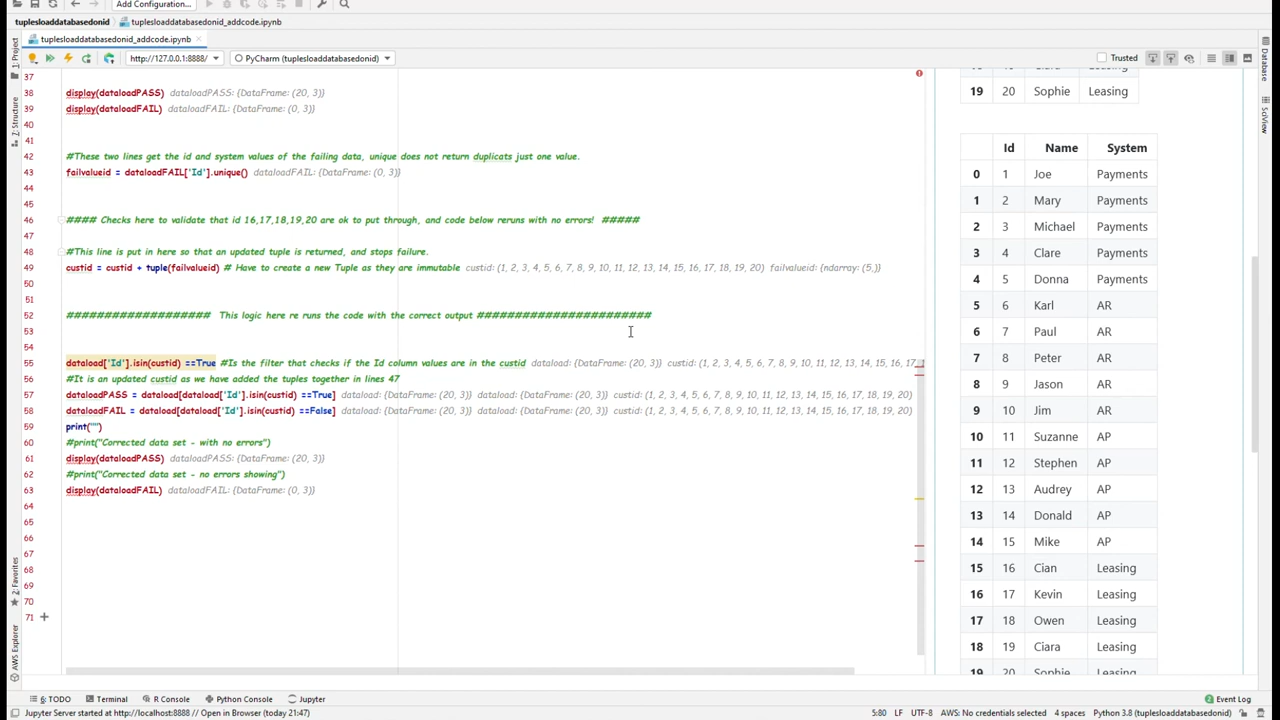 Add Configuration...
tuplesloaddatabasedonid
tuplesloaddatabasedonid_addcode.ipynb
tuplesloaddatabasedonid_addcode.ipynb
http://127.0.0.1:8888/
PyCharm (tuplesloaddatabasedonid)
Trusted
1: Project
7: Structure
2: Favorites
AWS Explorer
Database
SciView
37
38 display(dataloadPASS) dataloadPASS: {DataFrame: (20, 3)}
39 display(dataloadFAIL) dataloadFAIL: {DataFrame: (0, 3)}
40
41
42 #These two lines get the id and system values of the failing data, unique does not return duplicats just one value.
43 failvalueid = dataloadFAIL['Id'].unique() dataloadFAIL: {DataFrame: (0, 3)}
44
45
46 #### Checks here to validate that id 16,17,18,19,20 are ok to put through, and code below reruns with no errors! #####
47
48 #This line is put in here so that an updated tuple is returned, and stops failure.
49 custid = custid + tuple(failvalueid) # Have to create a new Tuple as they are immutable custid: (1, 2, 3, 4, 5, 6, 7, 8, 9, 10, 11, 12, 13, 14, 15, 16, 17, 18, 19, 20) failvalueid: {ndarray: (5,)}
50
51
52 ################### This logic here re runs the code with the correct output #######################
53
54
55 dataload['Id'].isin(custid) ==True #Is the filter that checks if the Id column values are in the custid dataload: {DataFrame: (20, 3)} custid: (1, 2, 3, 4, 5, 6, 7, 8, 9, 10, 11, 12, 13, 14, 15, 16, 17, 1
56 #It is an updated custid as we have added the tuples together in lines 47
57 dataloadPASS = dataload[dataload['Id'].isin(custid) ==True] dataload: {DataFrame: (20, 3)} dataload: {DataFrame: (20, 3)} custid: (1, 2, 3, 4, 5, 6, 7, 8, 9, 10, 11, 12, 13, 14, 15, 16, 17, 18, 19, 20)
58 dataloadFAIL = dataload[dataload['Id'].isin(custid) ==False] dataload: {DataFrame: (20, 3)} dataload: {DataFrame: (20, 3)} custid: (1, 2, 3, 4, 5, 6, 7, 8, 9, 10, 11, 12, 13, 14, 15, 16, 17, 18, 19, 20)
59 print("")
60 #print("Corrected data set - with no errors")
61 display(dataloadPASS) dataloadPASS: {DataFrame: (20, 3)}
62 #print("Corrected data set - no errors showing")
63 display(dataloadFAIL) dataloadFAIL: {DataFrame: (0, 3)}
64
65
66
67
68
69
70
71
19 20 Sophie Leasing
Id Name System
0 1 Joe Payments
1 2 Mary Payments
2 3 Michael Payments
3 4 Clare Payments
4 5 Donna Payments
5 6 Karl AR
6 7 Paul AR
7 8 Peter AR
8 9 Jason AR
9 10 Jim AR
10 11 Suzanne AP
11 12 Stephen AP
12 13 Audrey AP
13 14 Donald AP
14 15 Mike AP
15 16 Cian Leasing
16 17 Kevin Leasing
17 18 Owen Leasing
18 19 Ciara Leasing
19 20 Sophie Leasing
6: TODO
Terminal
R Console
Python Console
Jupyter
Event Log
Jupyter Server started at http://localhost:8888 // Open in Browser (today 21:47)
5:80 LF UTF-8 AWS: No credentials selected 4 spaces Python 3.8 (tuplesloaddatabasedonid)